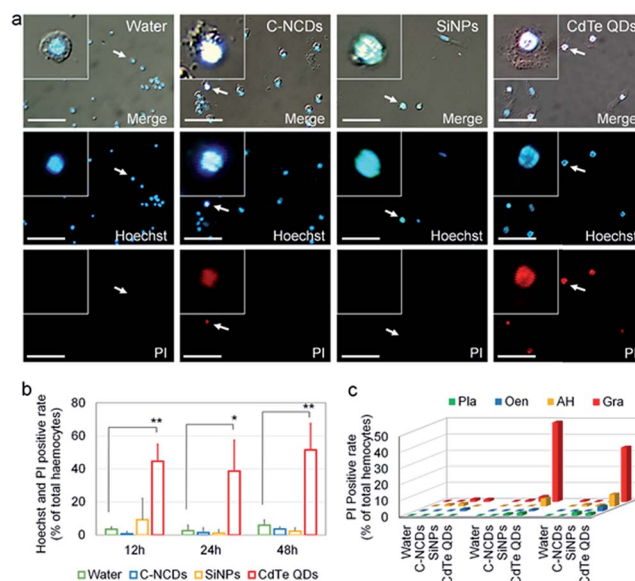 a
Water
C-NCDs
SiNPs
CdTe QDs
Merge
Merge
Merge
Merge
Hoechst
Hoechst
Hoechst
Hoechst
PI
PI
PI
PI
b
Hoechst and PI positive rate
(% of total haemocytes)
80
60
40
20
0
**
*
**
12h
24h
48h
Water
C-NCDs
SiNPs
CdTe QDs
c
Pla
Oen
AH
Gra
PI Positive rate
(% of total hemocytes)
50
40
30
20
10
0
Water
C-NCDs
SiNPs
CdTe QDs
Water
C-NCDs
SiNPs
CdTe QDs
Water
C-NCDs
SiNPs
CdTe QDs